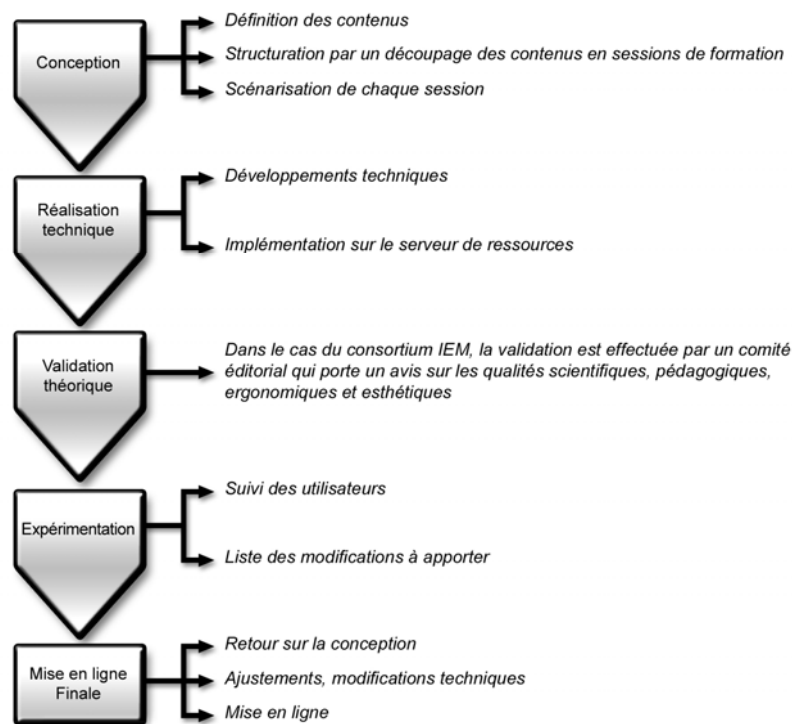 Conception
Définition des contenus
Structuration par un découpage des contenus en sessions de formation
Scénarisation de chaque session
Réalisation
technique
Développements techniques
Implémentation sur le serveur de ressources
Validation
théorique
Dans le cas du consortium IEM, la validation est effectuée par un comité
éditorial qui porte un avis sur les qualités scientifiques, pédagogiques,
ergonomiques et esthétiques
Expérimentation
Suivi des utilisateurs
Liste des modifications à apporter
Mise en ligne
Finale
Retour sur la conception
Ajustements, modifications techniques
Mise en ligne